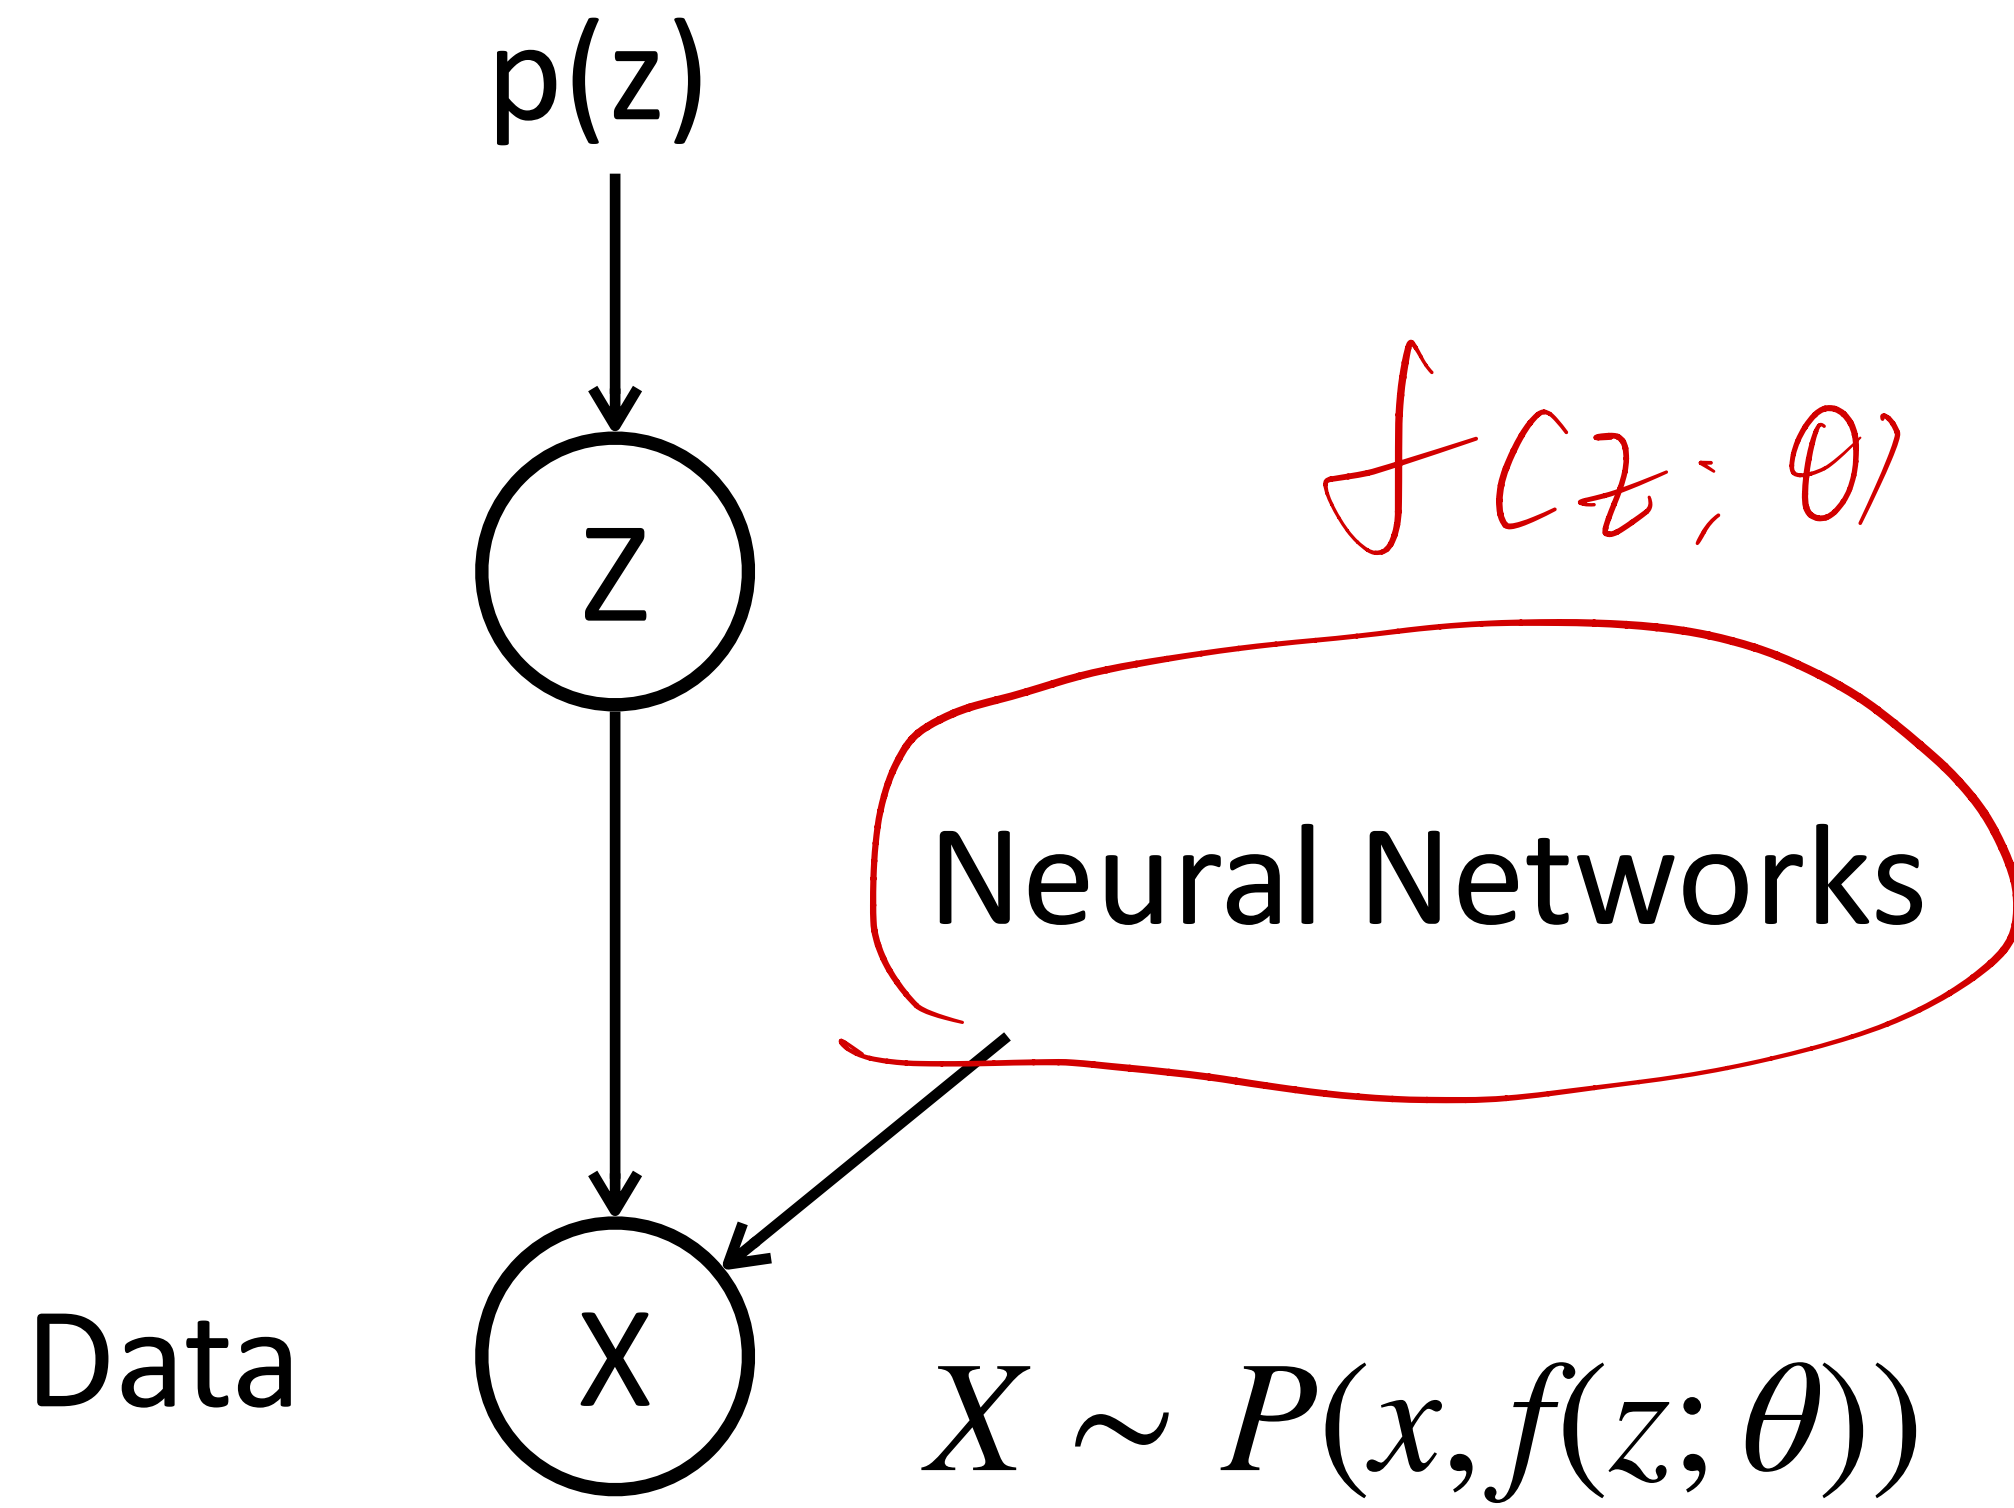 p(z)
f(z; θ)
Z
Neural Networks
Data
X
X ~ P(x, f(z; θ))